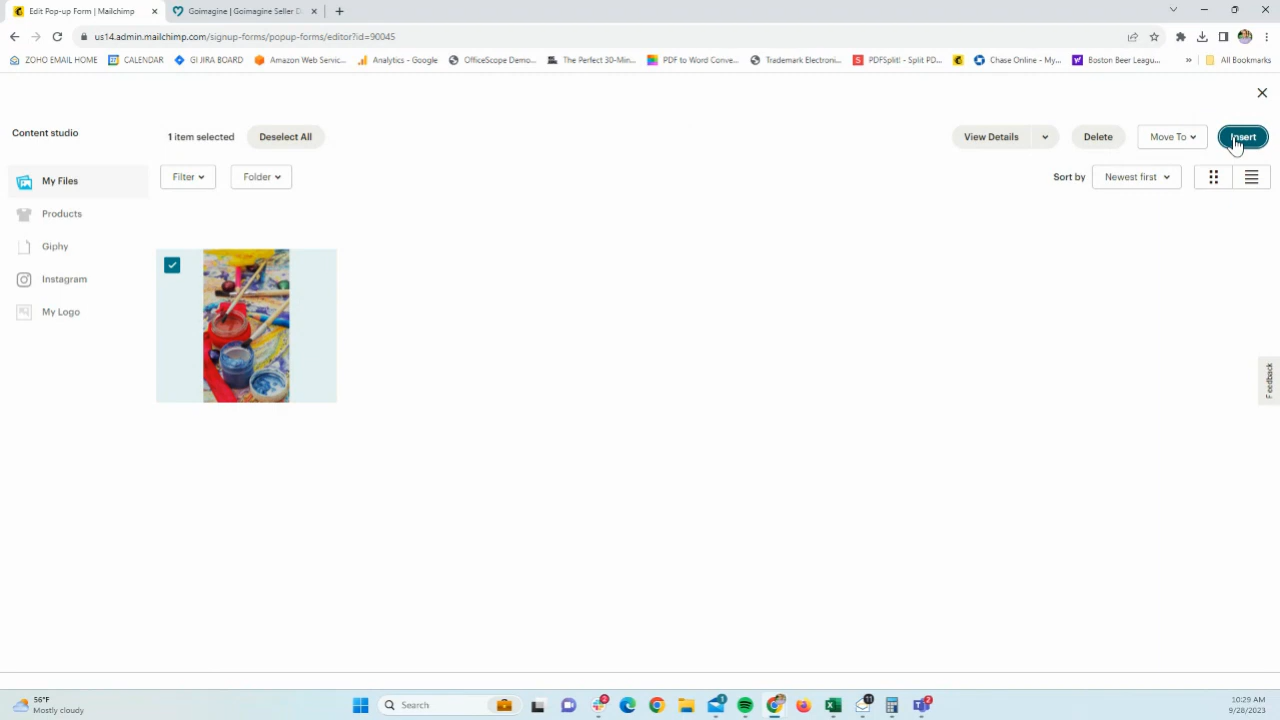 Edit Pop-up Form | Mailchimp
Goimagine | Goimagine Seller D
us14.admin.mailchimp.com/signup-forms/popup-forms/editor?id=90045
ZOHO EMAIL HOME CALENDAR GI JIRA BOARD Amazon Web Servic... Analytics - Google OfficeScope Demo... The Perfect 30-Min... PDF to Word Conve... Trademark Electroni... PDFSplit! - Split PD... Chase Online - My... Boston Beer Leagu... » All Bookmarks
Content studio
1 item selected Deselect All View Details Delete Move To Insert
My Files Filter Folder Sort by Newest first
Products
Giphy
Instagram
My Logo
Feedback
56°F
Mostly cloudy
Search
10:29 AM
9/28/2023